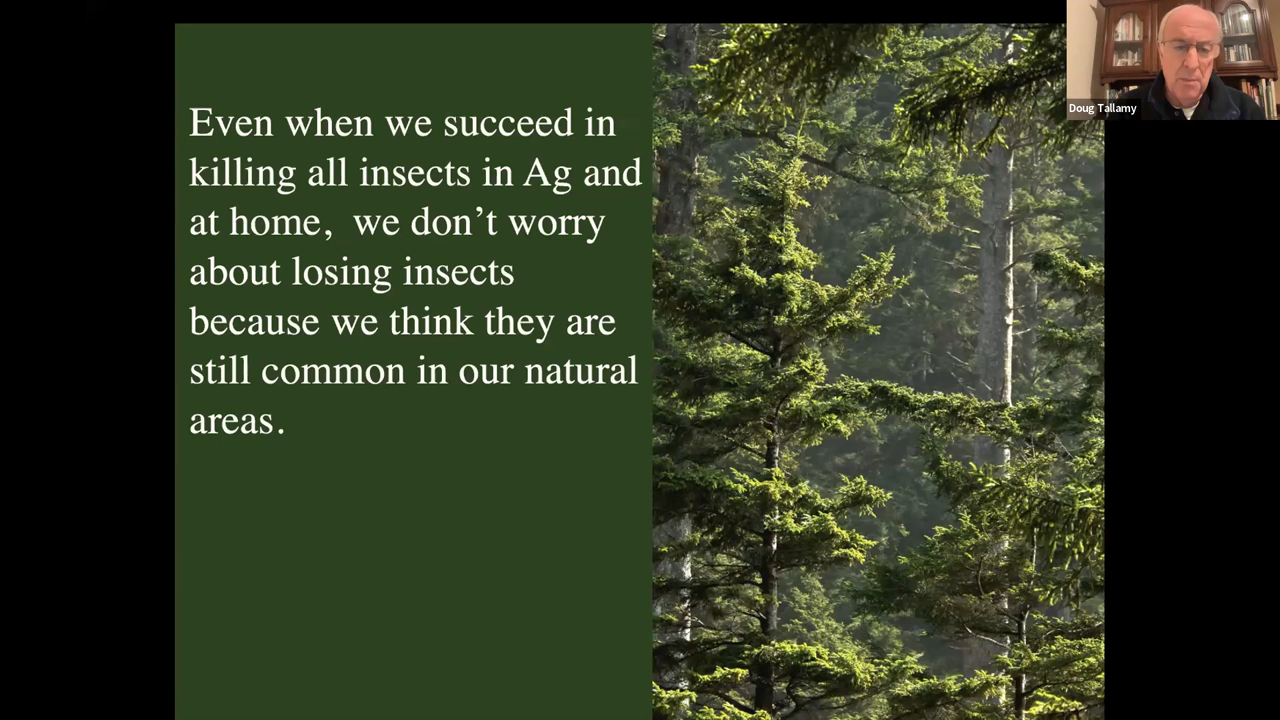 Even when we succeed in
killing all insects in Ag and
at home,  we don’t worry
about losing insects
because we think they are
still common in our natural
areas.
Doug Tallamy